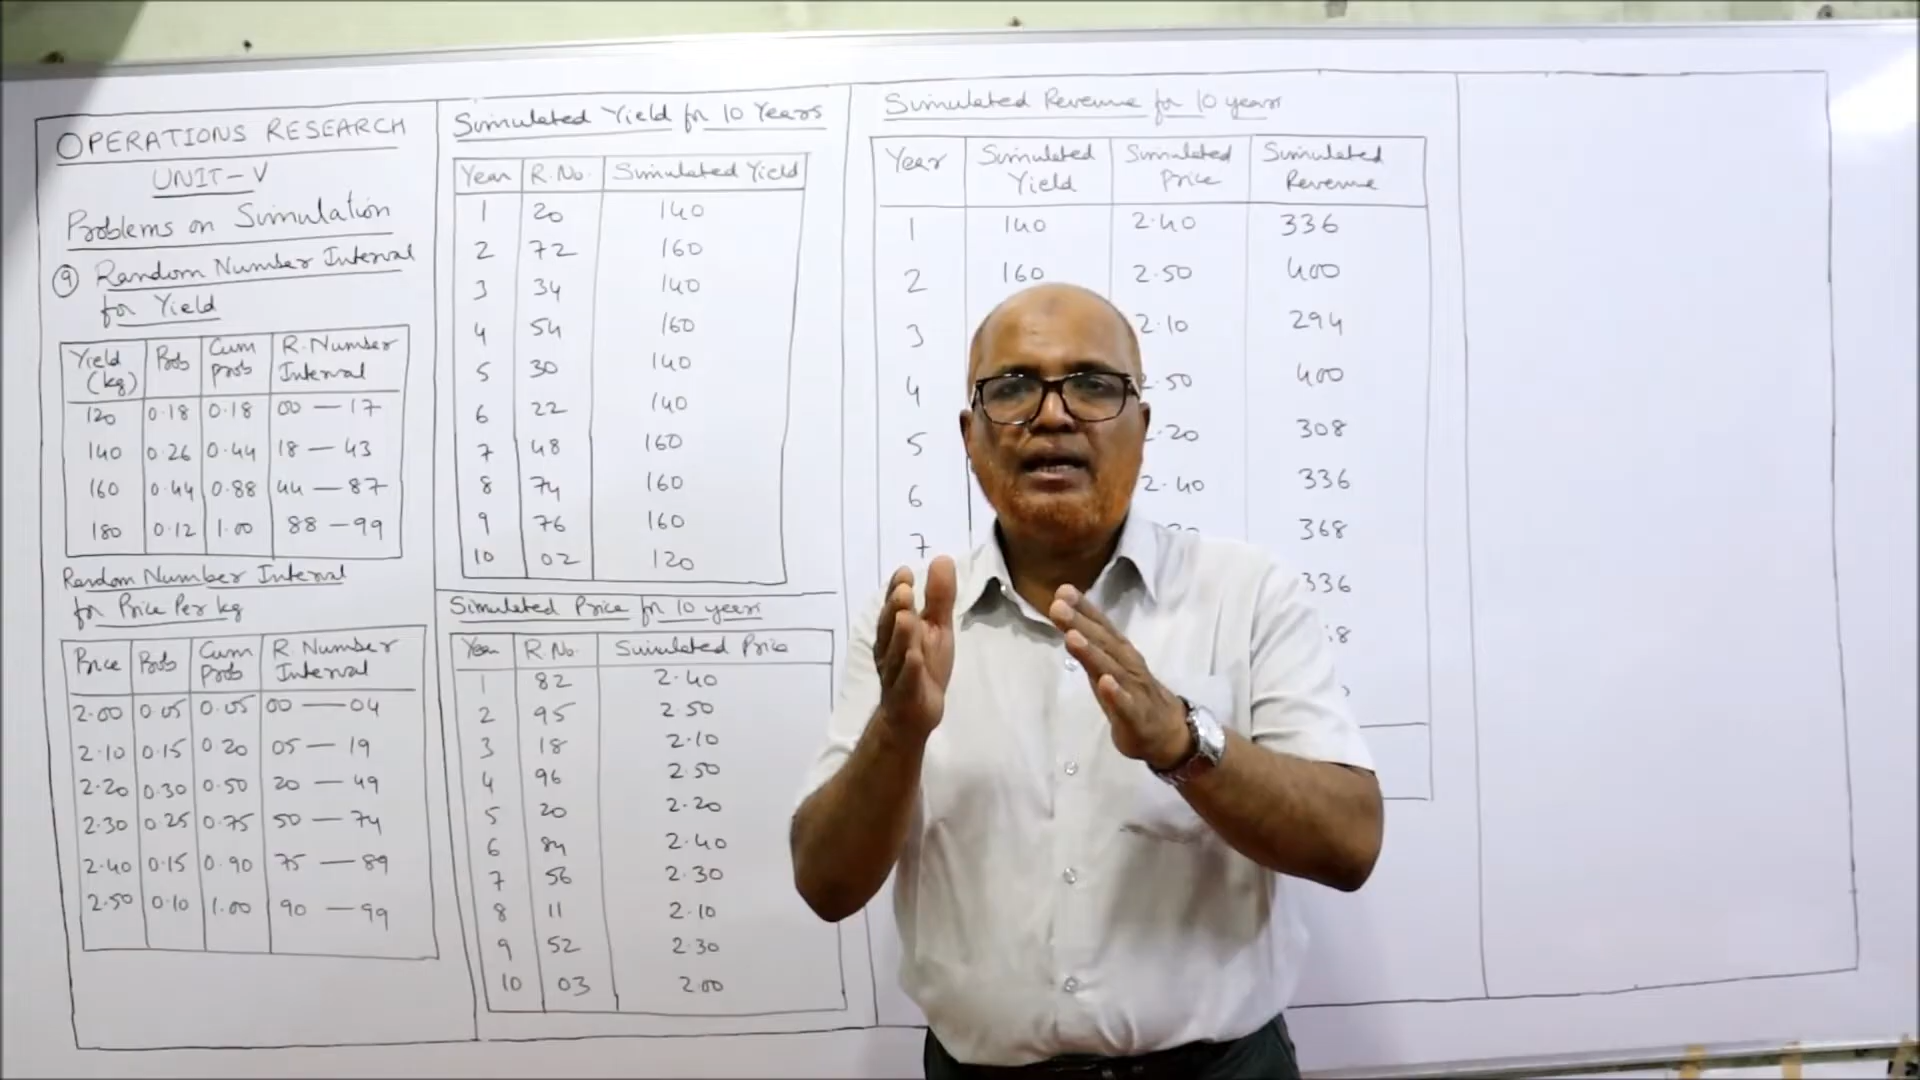 OPERATIONS RESEARCH
UNIT-V
Problems on Simulation
9 Random Number Interval
for Yield
Yield (kg) Prob Cum prob R. Number Interval
120 0.18 0.18 00 — 17
140 0.26 0.44 18 — 43
160 0.44 0.88 44 — 87
180 0.12 1.00 88 — 99
Random Number Interval
for Price Per kg
Price Prob Cum Prob R. Number Interval
2.00 0.05 0.05 00 — 04
2.10 0.15 0.20 05 — 19
2.20 0.30 0.50 20 — 49
2.30 0.25 0.75 50 — 74
2.40 0.15 0.90 75 — 89
2.50 0.10 1.00 90 — 99
Simulated Yield for 10 Years
Year R.No. Simulated Yield
1 20 140
2 72 160
3 34 140
4 54 160
5 30 140
6 22 140
7 48 160
8 74 160
9 76 160
10 02 120
Simulated Price for 10 years
Year R.No. Simulated Price
1 82 2.40
2 95 2.50
3 18 2.10
4 96 2.50
5 20 2.20
6 84 2.40
7 56 2.30
8 11 2.10
9 52 2.30
10 03 2.00
Simulated Revenue for 10 years
Year Simulated Yield Simulated Price Simulated Revenue
1 140 2.40 336
2 160 2.50 400
3 2.10 294
4 2.50 400
5 2.20 308
6 2.40 336
7 368
336